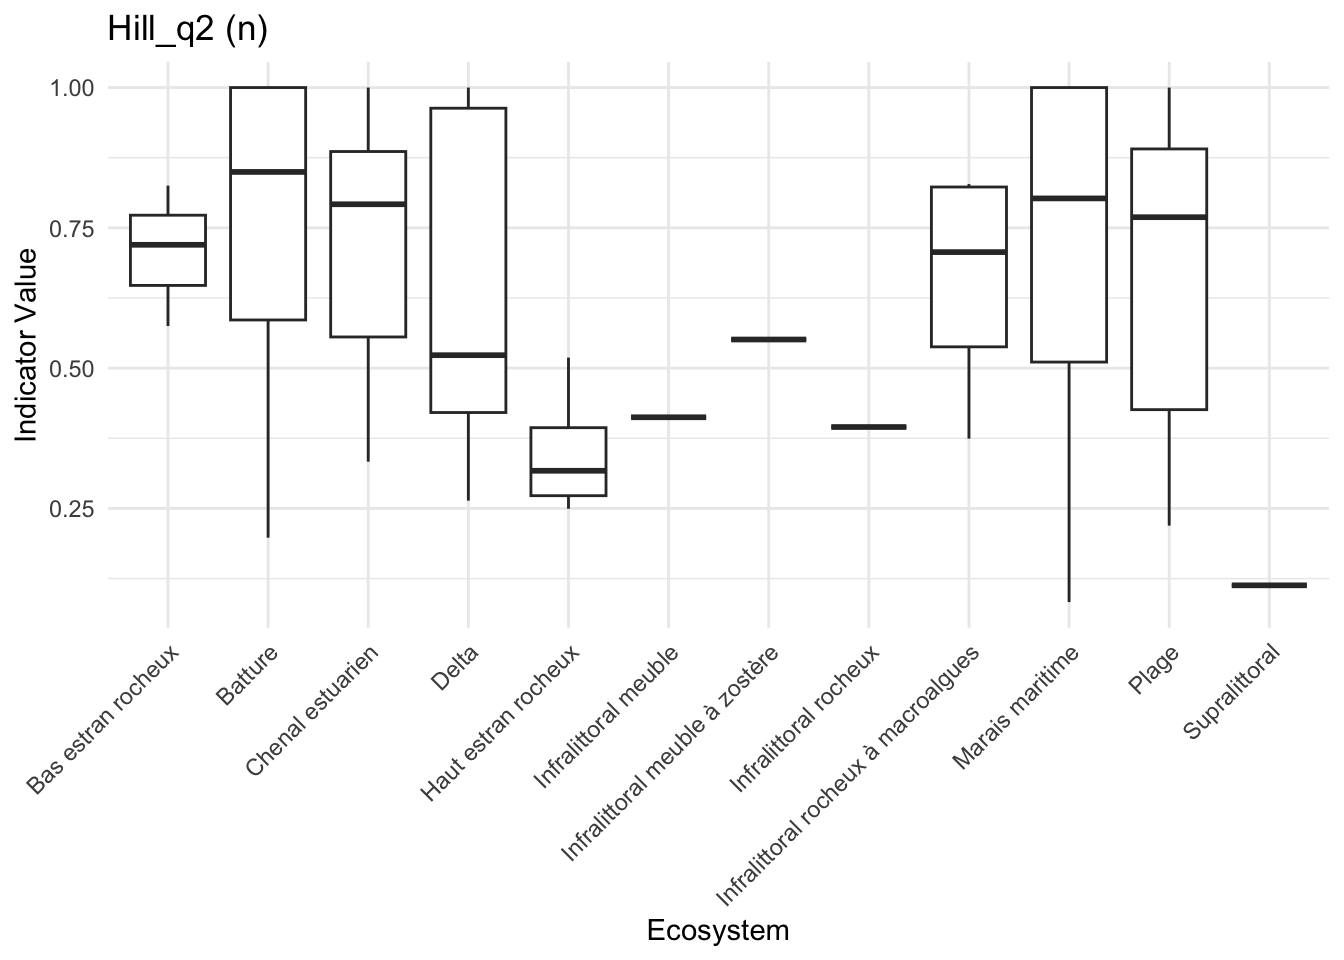 Hill_q2 (n)
1.00
0.75
0.50
0.25
Indicator Value
Bas estran rocheux
Batture
Chenal estuarien
Delta
Haut estran rocheux
Infralittoral meuble
Infralittoral meuble à zostère
Infralittoral rocheux
Infralittoral rocheux à macroalgues
Marais maritime
Plage
Supralittoral
Ecosystem